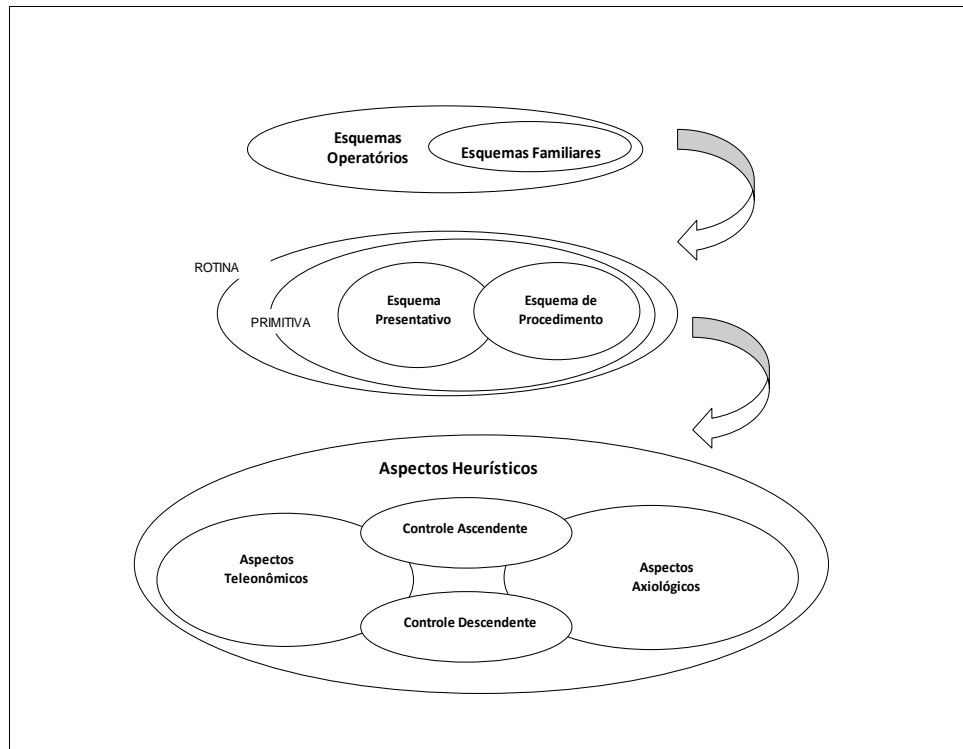 Esquemas
Operatórios
Esquemas Familiares
ROTINA
PRIMITIVA
Esquema
Presentativo
Esquema de
Procedimento
Aspectos Heurísticos
Controle Ascendente
Aspectos
Teleonômicos
Aspectos
Axiológicos
Controle Descendente